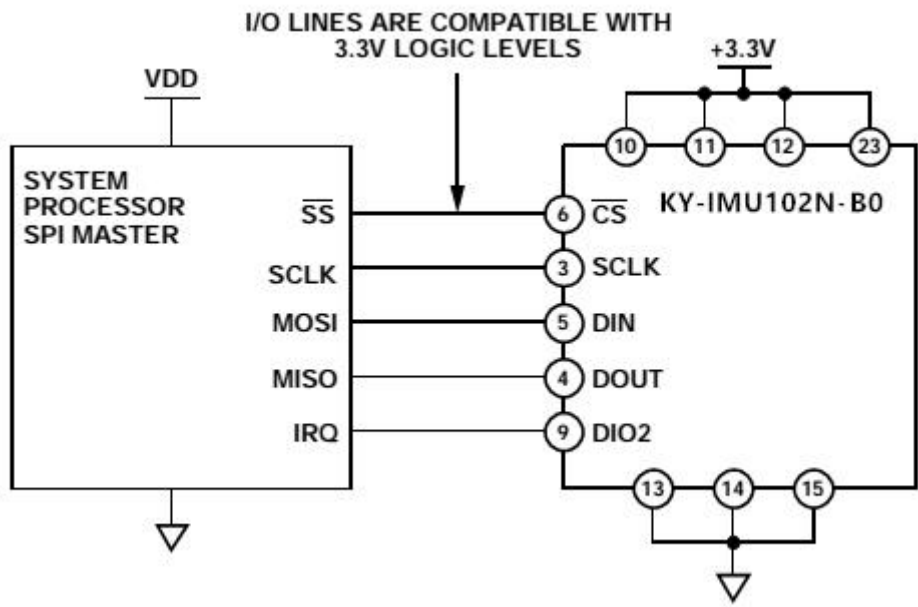 I/O LINES ARE COMPATIBLE WITH
3.3V LOGIC LEVELS
+3.3V
VDD
10
11
12
23
SYSTEM
PROCESSOR
SPI MASTER
KY-IMU102N-B0
S̅S̅
6
C̅S̅
SCLK
3
SCLK
MOSI
5
DIN
MISO
4
DOUT
IRQ
9
DIO2
13
14
15